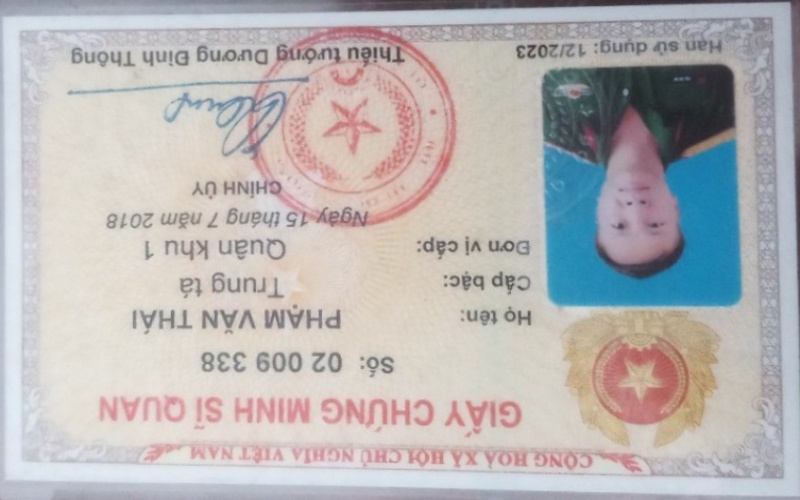 CỘNG HOÀ XÃ HỘI CHỦ NGHĨA VIỆT NAM
GIẤY CHỨNG MINH SĨ QUAN
Số: 02 009 338
Họ tên: PHẠM VĂN THÁI
Cấp bậc: Trung tá
Đơn vị cấp: Quân khu 1
Ngày 15 tháng 7 năm 2018
CHÍNH ỦY
Hạn sử dụng: 12/2023
Thiếu tướng Dương Đình Thông